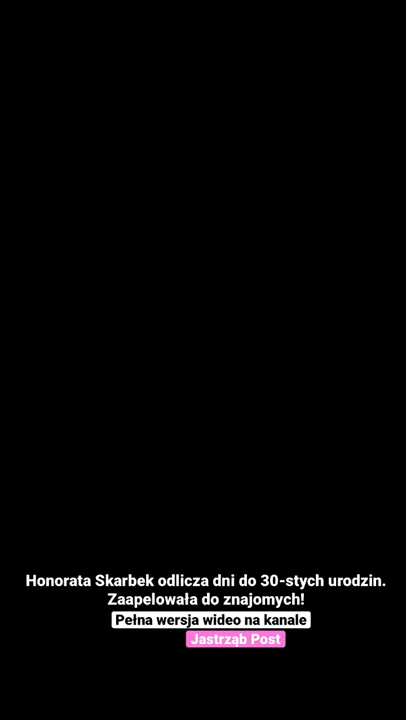 Honorata Skarbek odlicza dni do 30-stych urodzin.
Zaapelowała do znajomych!
Pełna wersja wideo na kanale
Jastrząb Post